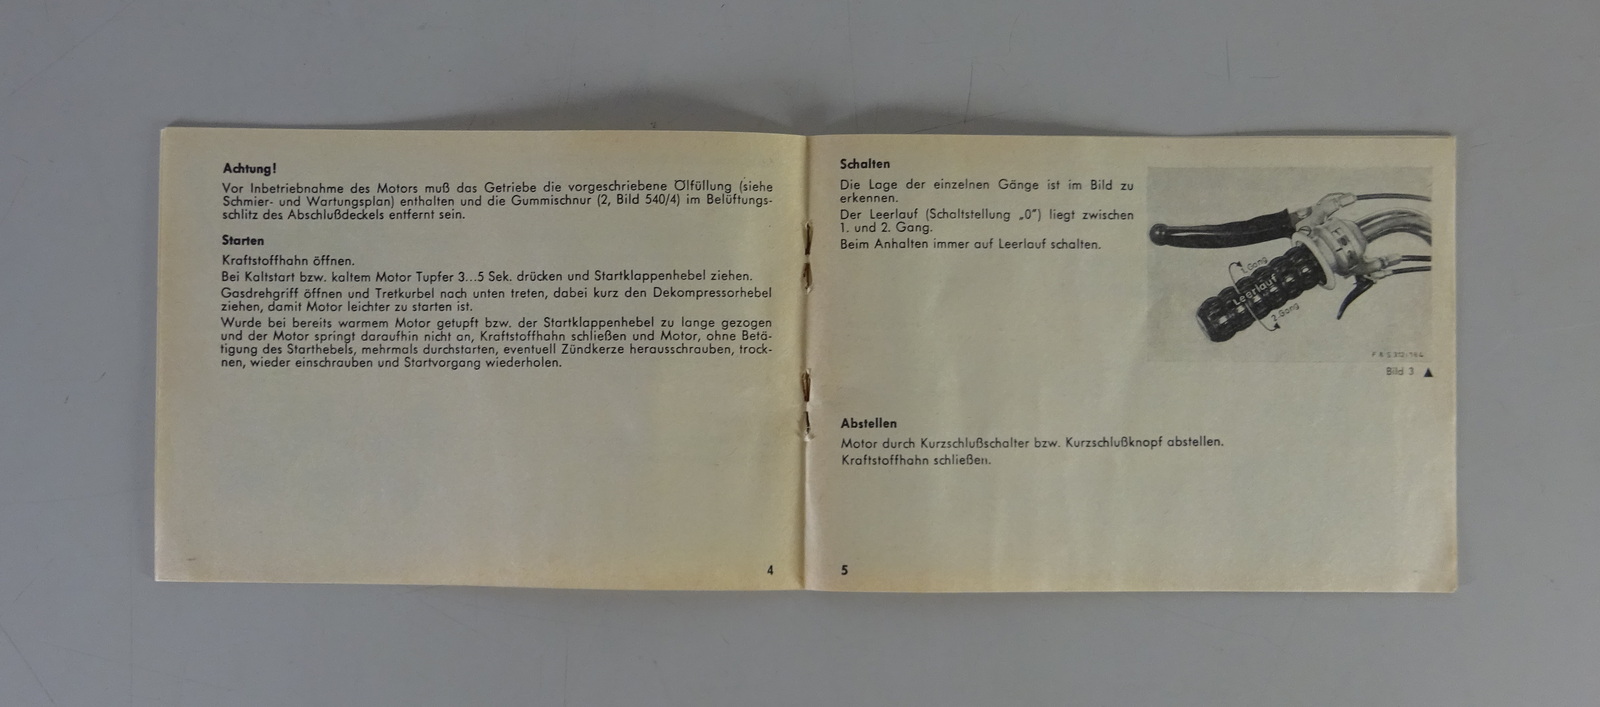 Achtung!
Vor Inbetriebnahme des Motors muß das Getriebe die vorgeschriebene Ölfüllung (siehe
Schmier- und Wartungsplan) enthalten und die Gummischnur (2, Bild 540/4) im Belüftungs-
schlitz des Abschlußdeckels entfernt sein.
Starten
Kraftstoffhahn öffnen.
Bei Kaltstart bzw. kaltem Motor Tupfer 3...5 Sek. drücken und Startklappenhebel ziehen.
Gasdrehgriff öffnen und Tretkurbel nach unten treten, dabei kurz den Dekompressorhebel
ziehen, damit Motor leichter zu starten ist.
Wurde bei bereits warmem Motor getupft bzw. der Startklappenhebel zu lange gezogen
und der Motor springt daraufhin nicht an, Kraftstoffhahn schließen und Motor, ohne Betä-
tigung des Starthebels, mehrmals durchstarten, eventuell Zündkerze herausschrauben, trock-
nen, wieder einschrauben und Startvorgang wiederholen.
4
Schalten
Die Lage der einzelnen Gänge ist im Bild zu
erkennen.
Der Leerlauf (Schaltstellung „0") liegt zwischen
1. und 2. Gang.
Beim Anhalten immer auf Leerlauf schalten.
1. Gang
Leerlauf
2. Gang
Bild 3 ▲
Abstellen
Motor durch Kurzschlußschalter bzw. Kurzschlußknopf abstellen.
Kraftstoffhahn schließen.
5